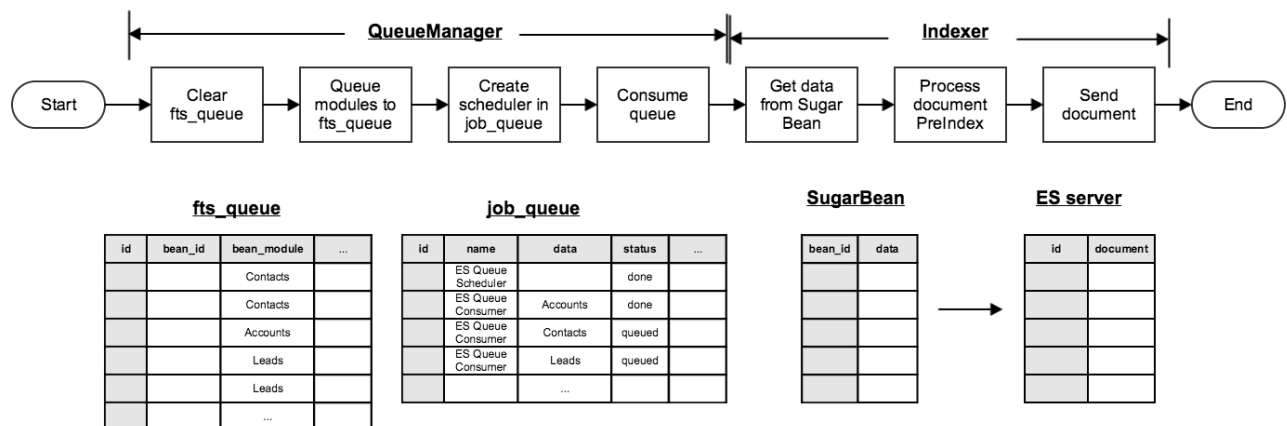 QueueManager
Indexer
Start
Clear
fts_queue
Queue
modules to
fts_queue
Create
scheduler in
job_queue
Consume
queue
Get data
from Sugar
Bean
Process
document
PreIndex
Send
document
End
fts_queue
id bean_id bean_module ...
Contacts
Contacts
Accounts
Leads
Leads
...
job_queue
id name data status ...
ES Queue
Scheduler
done
ES Queue
Consumer
Accounts
done
ES Queue
Consumer
Contacts
queued
ES Queue
Consumer
Leads
queued
...
SugarBean
bean_id data
ES server
id document